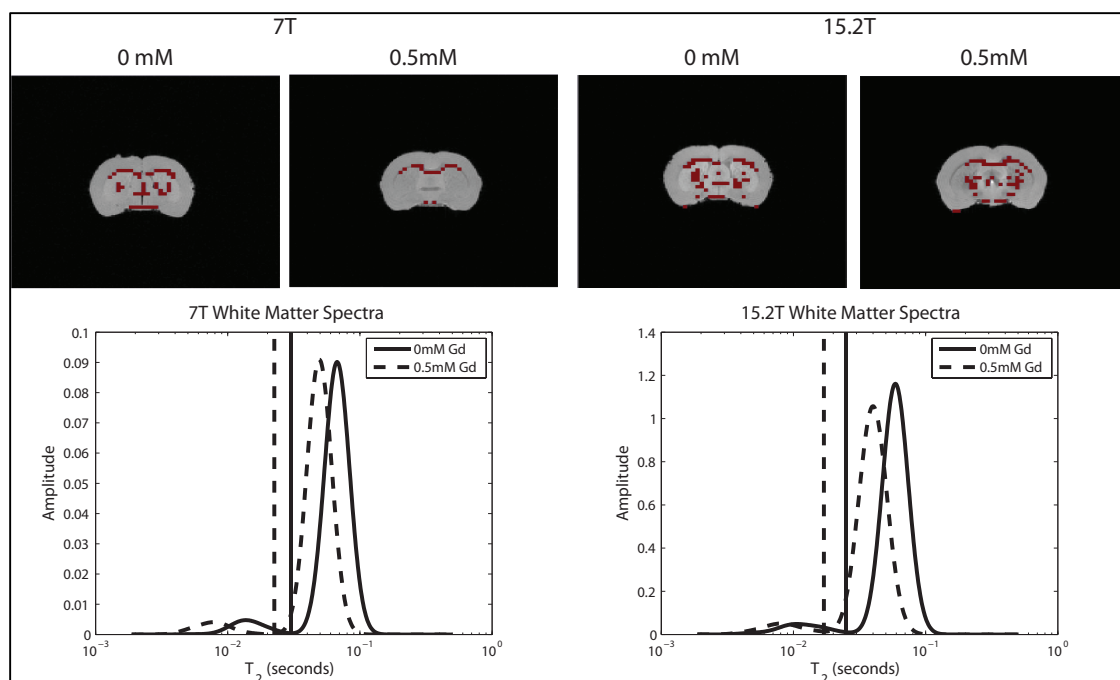 7T
15.2T
0 mM
0.5mM
0 mM
0.5mM
7T White Matter Spectra
0.1
0.09
0.08
0.07
0.06
0.05
0.04
0.03
0.02
0.01
0
Amplitude
0mM Gd
0.5mM Gd
10⁻³
10⁻²
10⁻¹
10⁰
T₂ (seconds)
15.2T White Matter Spectra
1.4
1.2
1
0.8
0.6
0.4
0.2
0
Amplitude
0mM Gd
0.5mM Gd
10⁻³
10⁻²
10⁻¹
10⁰
T₂ (seconds)